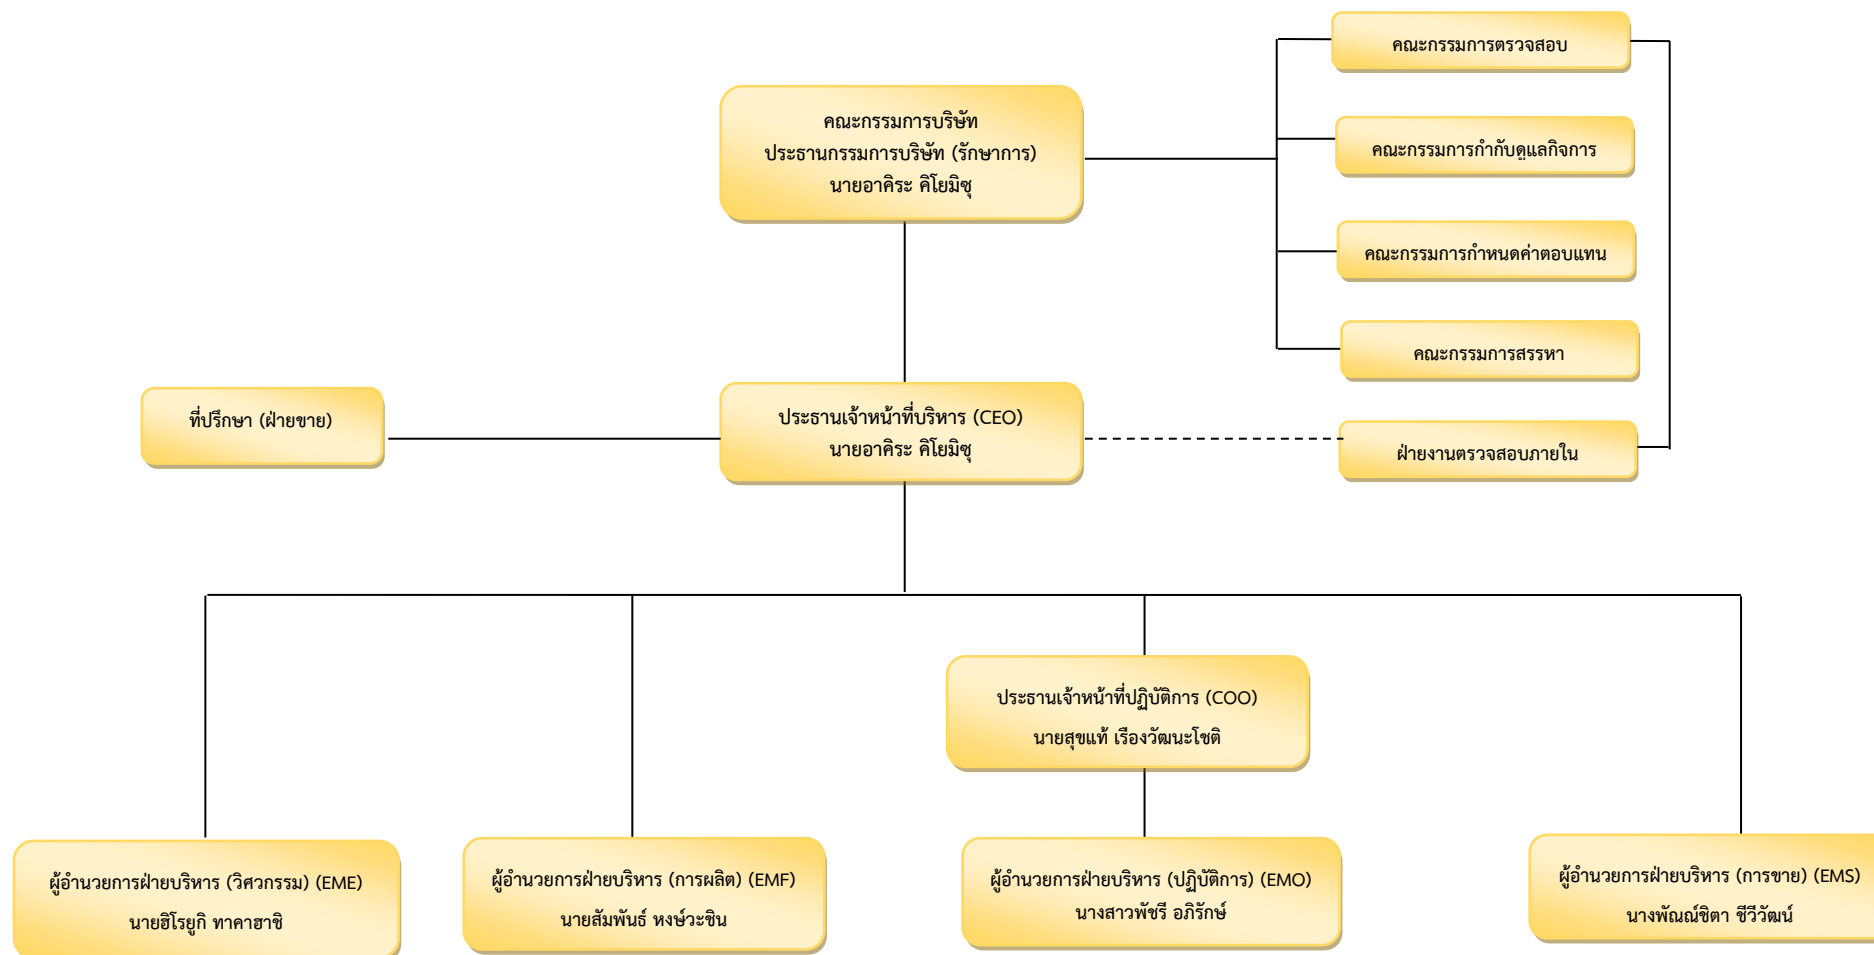 คณะกรรมการตรวจสอบ
คณะกรรมการบริษัท
ประธานกรรมการบริษัท (รักษาการ)
นายอาคิระ คิโยมิซุ
คณะกรรมการกำกับดูแลกิจการ
คณะกรรมการกำหนดค่าตอบแทน
คณะกรรมการสรรหา
ที่ปรึกษา (ฝ่ายขาย)
ประธานเจ้าหน้าที่บริหาร (CEO)
นายอาคิระ คิโยมิซุ
ฝ่ายงานตรวจสอบภายใน
ประธานเจ้าหน้าที่ปฏิบัติการ (COO)
นายสุขแท้ เรืองวัฒนะโชติ
ผู้อำนวยการฝ่ายบริหาร (วิศวกรรม) (EME)
นายฮิโรยูกิ ทาคาฮาชิ
ผู้อำนวยการฝ่ายบริหาร (การผลิต) (EMF)
นายสัมพันธ์ หงษ์วะชิน
ผู้อำนวยการฝ่ายบริหาร (ปฏิบัติการ) (EMO)
นางสาวพัชรี อภิรักษ์
ผู้อำนวยการฝ่ายบริหาร (การขาย) (EMS)
นางพัณณ์ชิตา ชีวีวัฒน์